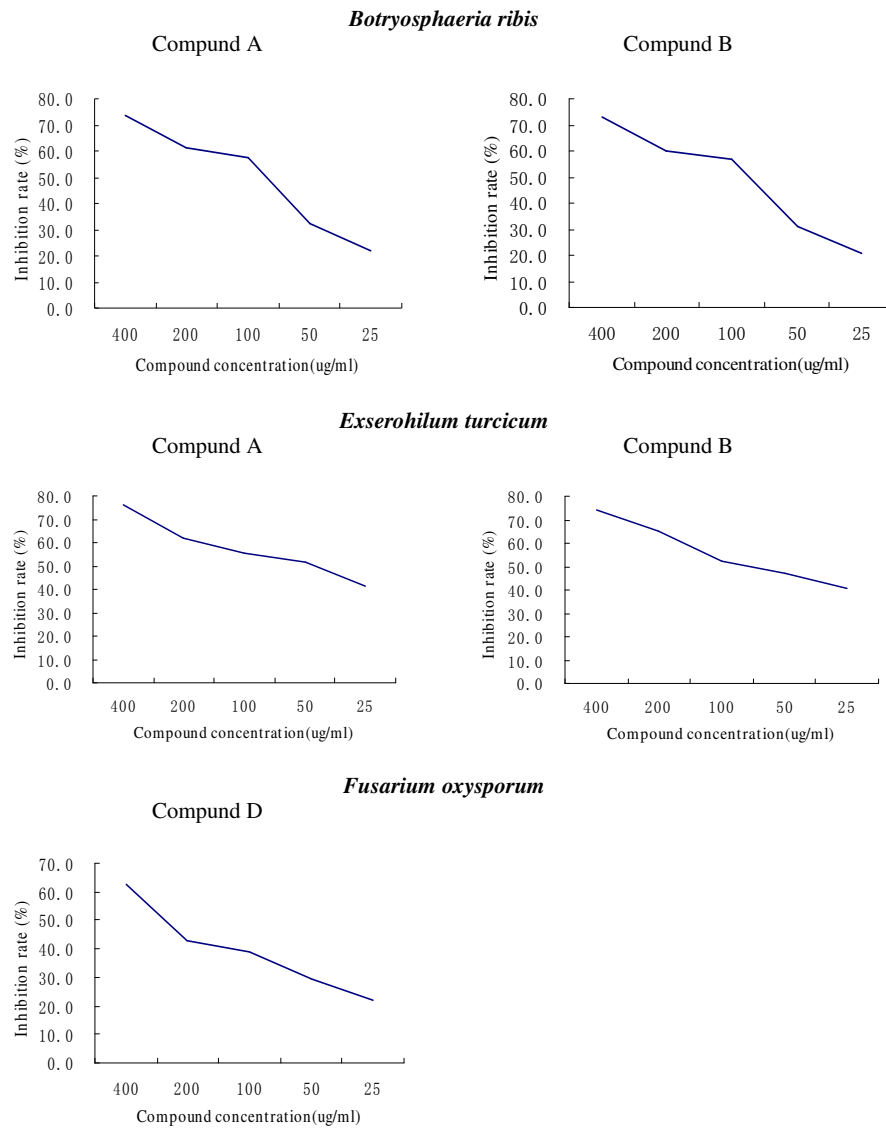 Botryosphaeria ribis
Compund A
Compund B
80.0
70.0
60.0
50.0
40.0
30.0
20.0
10.0
0.0
Inhibition rate (%)
400 200 100 50 25
Compound concentration(ug/ml)
80.0
70.0
60.0
50.0
40.0
30.0
20.0
10.0
0.0
Inhibition rate (%)
400 200 100 50 25
Compound concentration(ug/ml)
Exserohilum turcicum
Compund A
Compund B
80.0
70.0
60.0
50.0
40.0
30.0
20.0
10.0
0.0
Inhibition rate (%)
400 200 100 50 25
Compound concentration(ug/ml)
80.0
70.0
60.0
50.0
40.0
30.0
20.0
10.0
0.0
Inhibition rate (%)
400 200 100 50 25
Compound concentration(ug/ml)
Fusarium oxysporum
Compund D
70.0
60.0
50.0
40.0
30.0
20.0
10.0
0.0
Inhibition rate (%)
400 200 100 50 25
Compound concentration(ug/ml)